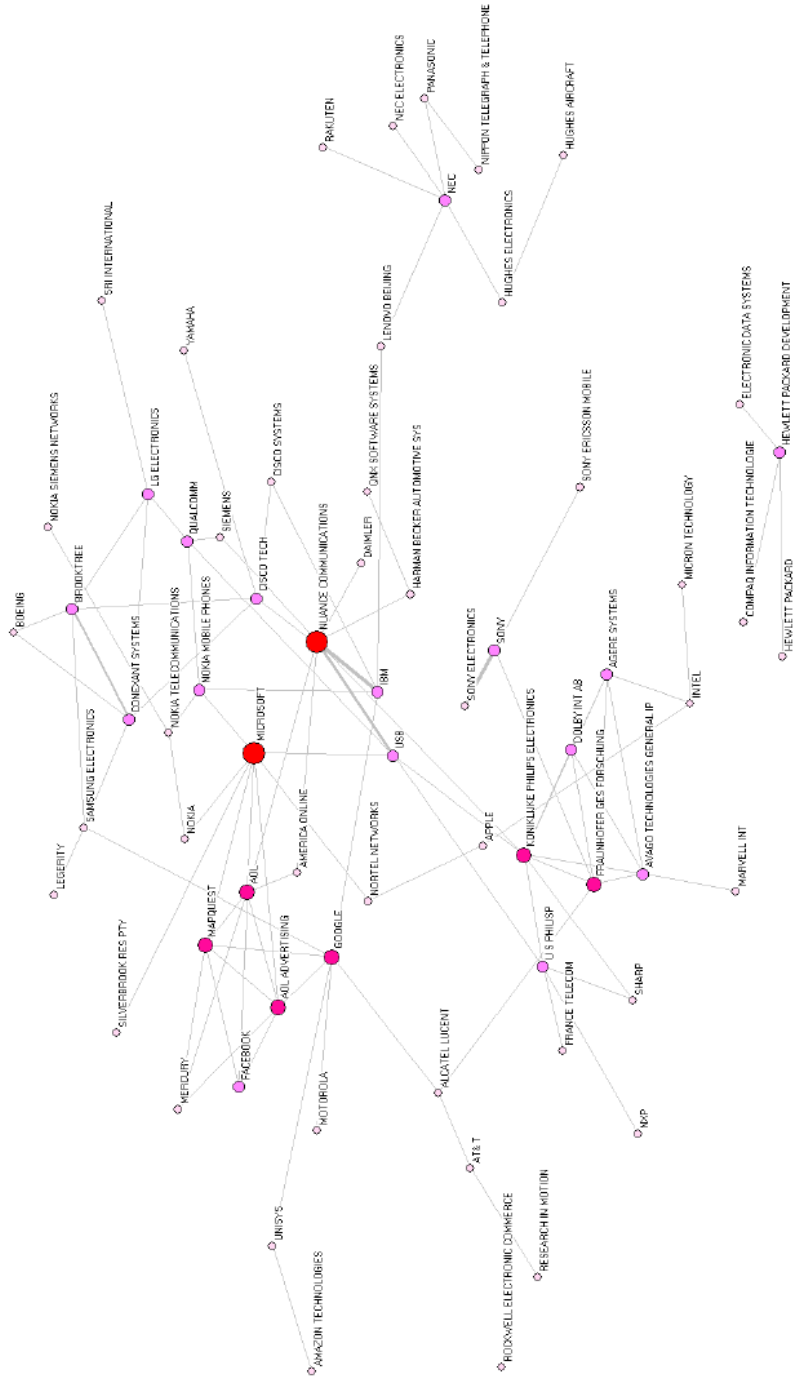 NIPPON TELEGRAPH & TELEPHONE
NEC ELECTRONICS
PANASONIC
HUGHES AIRCRAFT
RAKUTEN
NEC
HUGHES ELECTRONICS
SRI INTERNATIONAL
LENOVO BEIJING
YAMAHA
ELECTRONIC DATA SYSTEMS
HEWLETT PACKARD DEVELOPMENT
NOKIA SIEMENS NETWORKS
LG ELECTRONICS
QNX SOFTWARE SYSTEMS
SONY ERICSSON MOBILE
CISCO SYSTEMS
QUALCOMM
SIEMENS
HARMAN BECKER AUTOMOTIVE SYS
COMPAQ INFORMATION TECHNOLOGIE
BROOKTREE
BOEING
CISCO TECH
NUANCE COMMUNICATIONS
DAIMLER
MICRON TECHNOLOGY
HEWLETT PACKARD
CONEXANT SYSTEMS
NOKIA TELECOMMUNICATIONS
NOKIA MOBILE PHONES
IBM
SONY ELECTRONICS
SONY
AGERE SYSTEMS
INTEL
SAMSUNG ELECTRONICS
MICROSOFT
USB
KONIKLIJKE PHILIPS ELECTRONICS
DOLBY INT AB
FRAUNHOFER GES FORSCHUNG
AVAGO TECHNOLOGIES GENERAL IP
LEGERITY
NOKIA
AMERICA ONLINE
NORTEL NETWORKS
APPLE
MARVELL INT
MAPQUEST
AOL
AOL ADVERTISING
GOOGLE
U S PHILISP
SILVERBROOK RES PTY
FRANCE TELECOM
SHARP
MERCURY
FACEBOOK
MOTOROLA
ALCATEL LUCENT
NXP
AT&T
UNISYS
RESEARCH IN MOTION
ROCKWELL ELECTRONIC COMMERCE
AMAZON TECHNOLOGIES